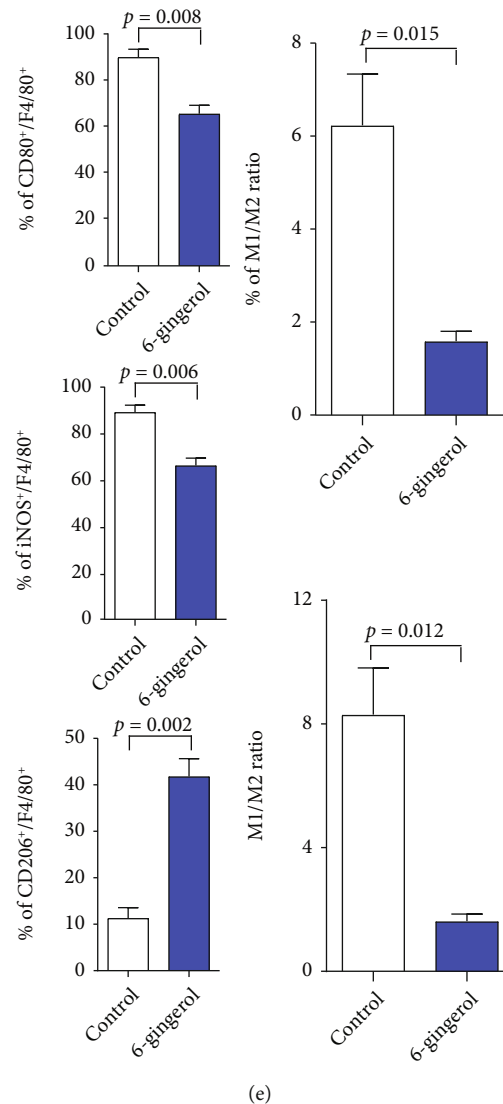 p = 0.008
100
80
60
40
20
0
% of CD80⁺/F4/80⁺
Control
6-gingerol
p = 0.015
8
6
4
2
0
% of M1/M2 ratio
Control
6-gingerol
p = 0.006
100
80
60
40
20
0
% of iNOS⁺/F4/80⁺
Control
6-gingerol
p = 0.002
50
40
30
20
10
0
% of CD206⁺/F4/80⁺
Control
6-gingerol
p = 0.012
12
8
4
0
M1/M2 ratio
Control
6-gingerol
(e)